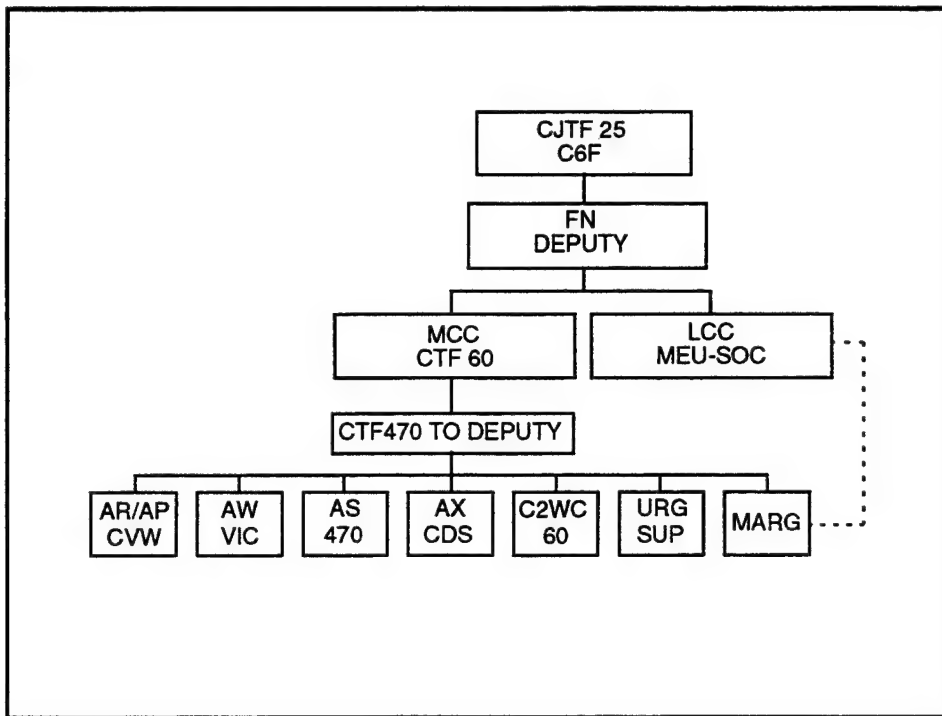 CJTF 25
C6F
FN
DEPUTY
MCC
CTF 60
LCC
MEU-SOC
CTF470 TO DEPUTY
AR/AP
CVW
AW
VIC
AS
470
AX
CDS
C2WC
60
URG
SUP
MARG